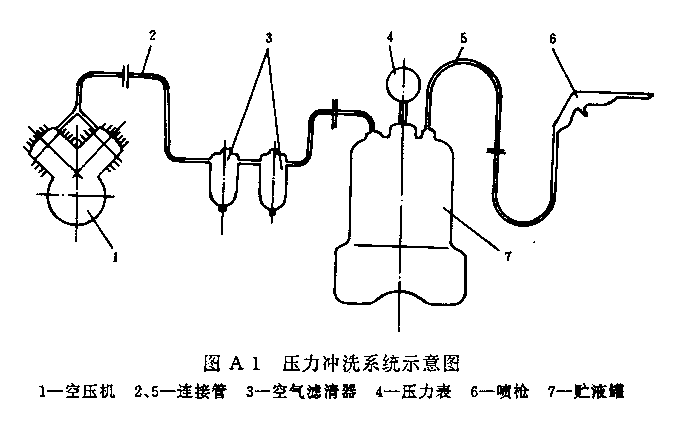 2 3 4 5 6
1 7
图 A 1 压力冲洗系统示意图
1—空压机 2、5—连接管 3—空气滤清器 4—压力表 6—喷枪 7—贮液罐